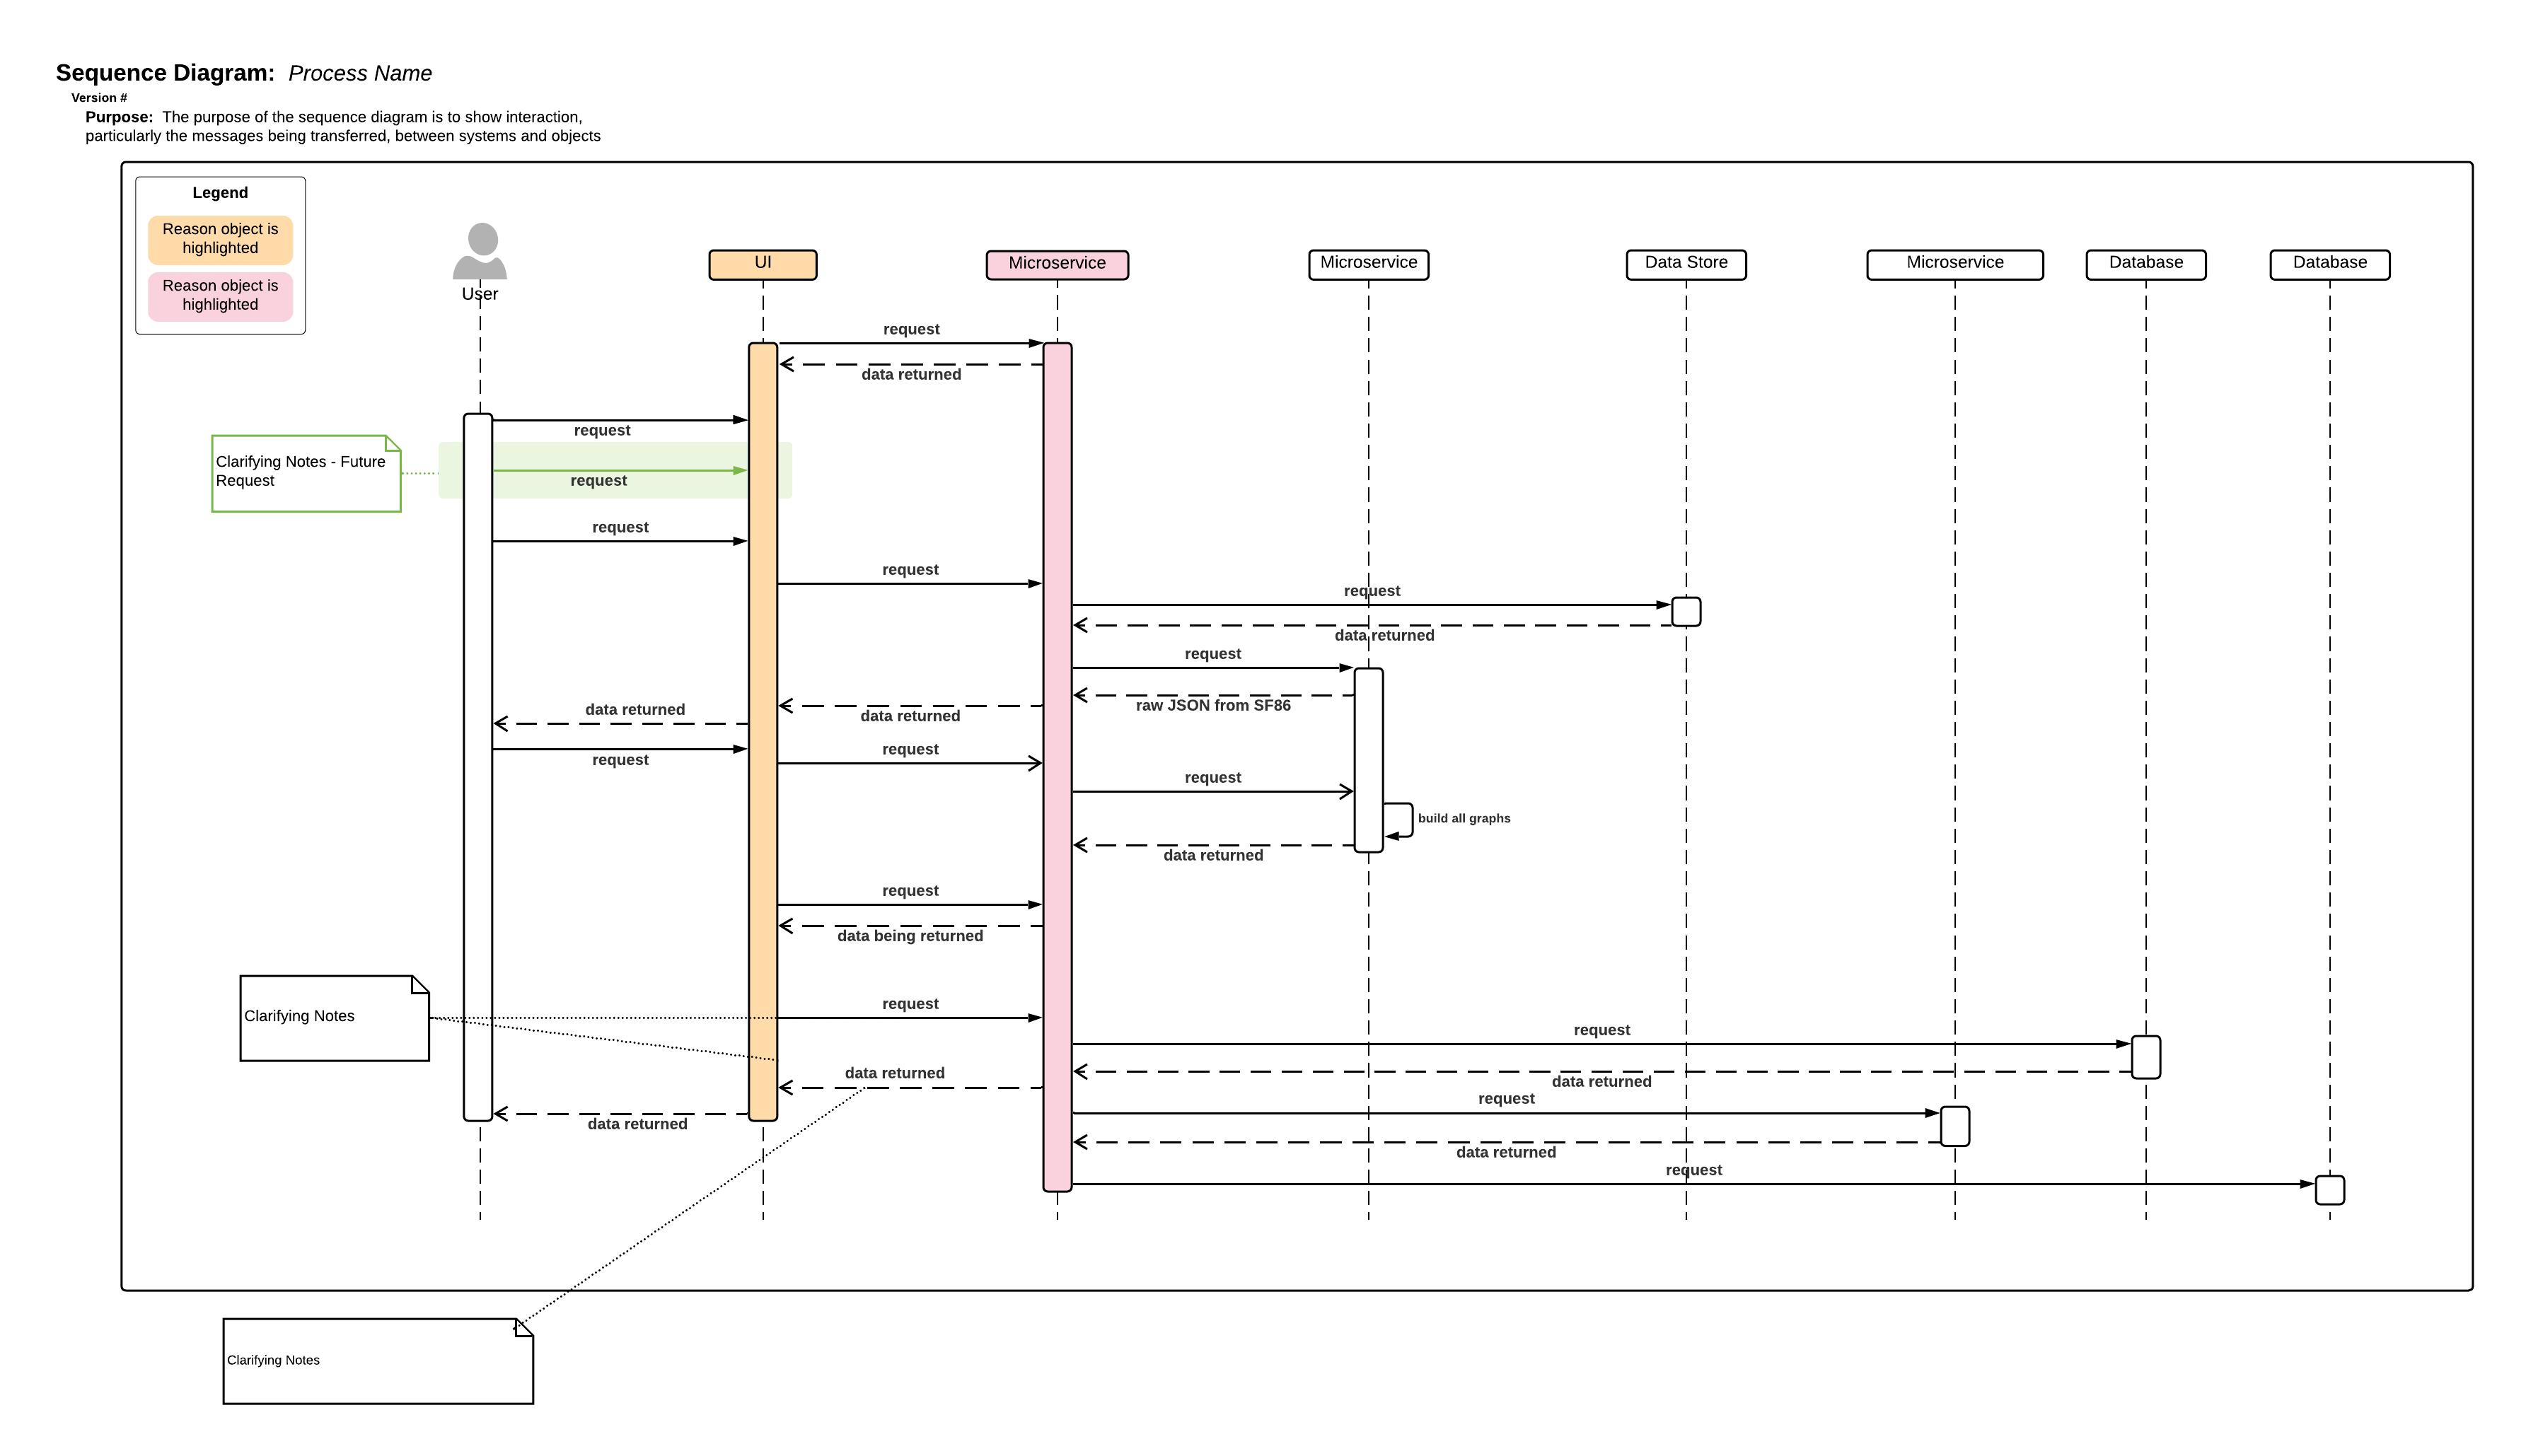 Sequence Diagram: Process Name
Version #
Purpose: The purpose of the sequence diagram is to show interaction,
particularly the messages being transferred, between systems and objects
Legend
Reason object is
highlighted
Reason object is
highlighted
User
UI
Microservice
Microservice
Data Store
Microservice
Database
Database
request
data returned
request
Clarifying Notes - Future
Request
request
request
request
request
data returned
request
raw JSON from SF86
data returned
data returned
request
request
request
build all graphs
data returned
request
data being returned
Clarifying Notes
request
request
data returned
data returned
request
data returned
data returned
request
Clarifying Notes